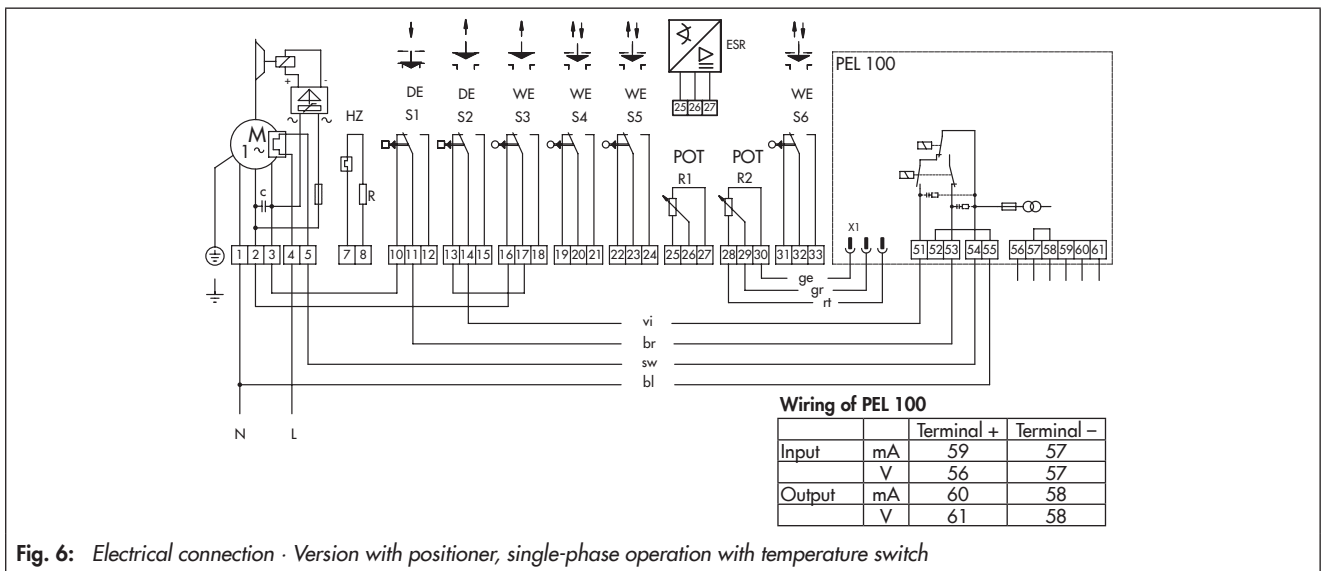 ESR
PEL 100
DE DE WE WE WE WE
HZ S1 S2 S3 S4 S5 S6
25 26 27
+ -
~ ~
M
1 ~
POT POT
R1 R2
c
R
X1
1 2 3 4 5 7 8 10 11 12 13 14 15 16 17 18 19 20 21 22 23 24 25 26 27 28 29 30 31 32 33 51 52 53 54 55 56 57 58 59 60 61
ge
gr
rt
vi
br
sw
bl
N L
Wiring of PEL 100
Terminal + Terminal –
Input mA 59 57
V 56 57
Output mA 60 58
V 61 58
Fig. 6: Electrical connection · Version with positioner, single-phase operation with temperature switch